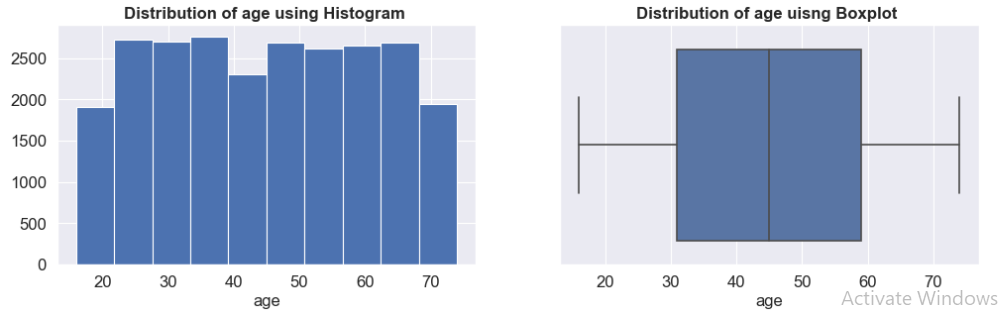 Distribution of age using Histogram
2500
2000
1500
1000
500
0
20 30 40 50 60 70
age
Distribution of age uisng Boxplot
20 30 40 50 60 70
age
Activate Windows